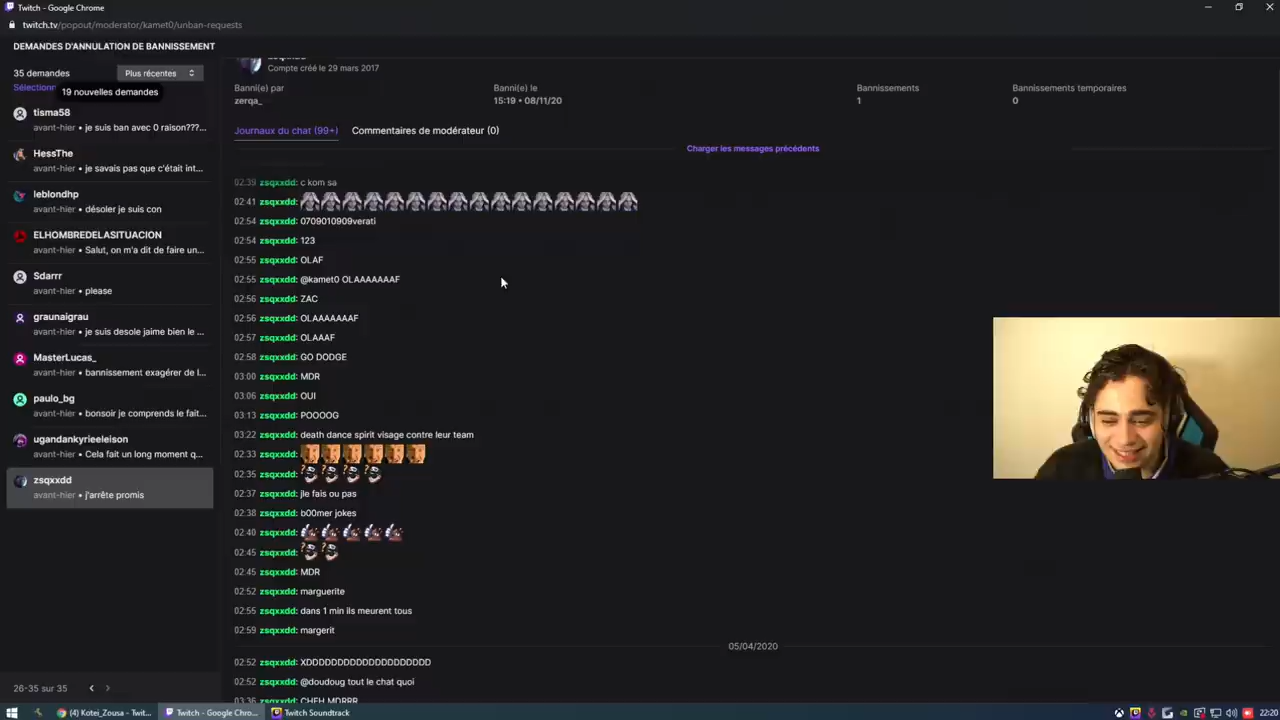 Twitch - Google Chrome
twitch.tv/popout/moderator/kamet0/unban-requests
DEMANDES D'ANNULATION DE BANNISSEMENT
35 demandes
Plus récentes
19 nouvelles demandes
tisma58
avant-hier • je suis ban avec 0 raison???...
HessThe
avant-hier • je savais pas que c'était int...
leblondhp
avant-hier • désoler je suis con
ELHOMBREDELASITUACION
avant-hier • Salut, on m'a dit de faire un...
Sdarrr
avant-hier • please
graunaigrau
avant-hier • je suis desole jaime bien le ...
MasterLucas_
avant-hier • bannissement exagérer de l...
paulo_bg
avant-hier • bonsoir je comprends le fait...
ugandankyrieeleison
avant-hier • Cela fait un long moment q...
zsqxxdd
avant-hier • j'arrête promis
26-35 sur 35
Compte créé le 29 mars 2017
Banni(e) par
zerqa_
Banni(e) le
15:19 • 08/11/20
Bannissements
1
Bannissements temporaires
0
Journaux du chat (99+)
Commentaires de modérateur (0)
Charger les messages précédents
02:39 zsqxxdd: c kom sa
02:41 zsqxxdd:
02:54 zsqxxdd: 0709010909verati
02:54 zsqxxdd: 123
02:55 zsqxxdd: OLAF
02:55 zsqxxdd: @kamet0 OLAAAAAAAF
02:56 zsqxxdd: ZAC
02:56 zsqxxdd: OLAAAAAAAF
02:57 zsqxxdd: OLAAAF
02:58 zsqxxdd: GO DODGE
03:00 zsqxxdd: MDR
03:06 zsqxxdd: OUI
03:13 zsqxxdd: POOOOG
03:22 zsqxxdd: death dance spirit visage contre leur team
02:33 zsqxxdd:
02:35 zsqxxdd:
02:37 zsqxxdd: jle fais ou pas
02:38 zsqxxdd: b00mer jokes
02:40 zsqxxdd:
02:45 zsqxxdd:
02:45 zsqxxdd: MDR
02:52 zsqxxdd: marguerite
02:55 zsqxxdd: dans 1 min ils meurent tous
02:59 zsqxxdd: margerit
05/04/2020
02:52 zsqxxdd: XDDDDDDDDDDDDDDDDDDDD
02:52 zsqxxdd: @doudoug tout le chat quoi
03:36 zsqxxdd: CHEH MDRRR
(4) Kotei_Zousa - Twit...
Twitch - Google Chro...
Twitch Soundtrack
22:20